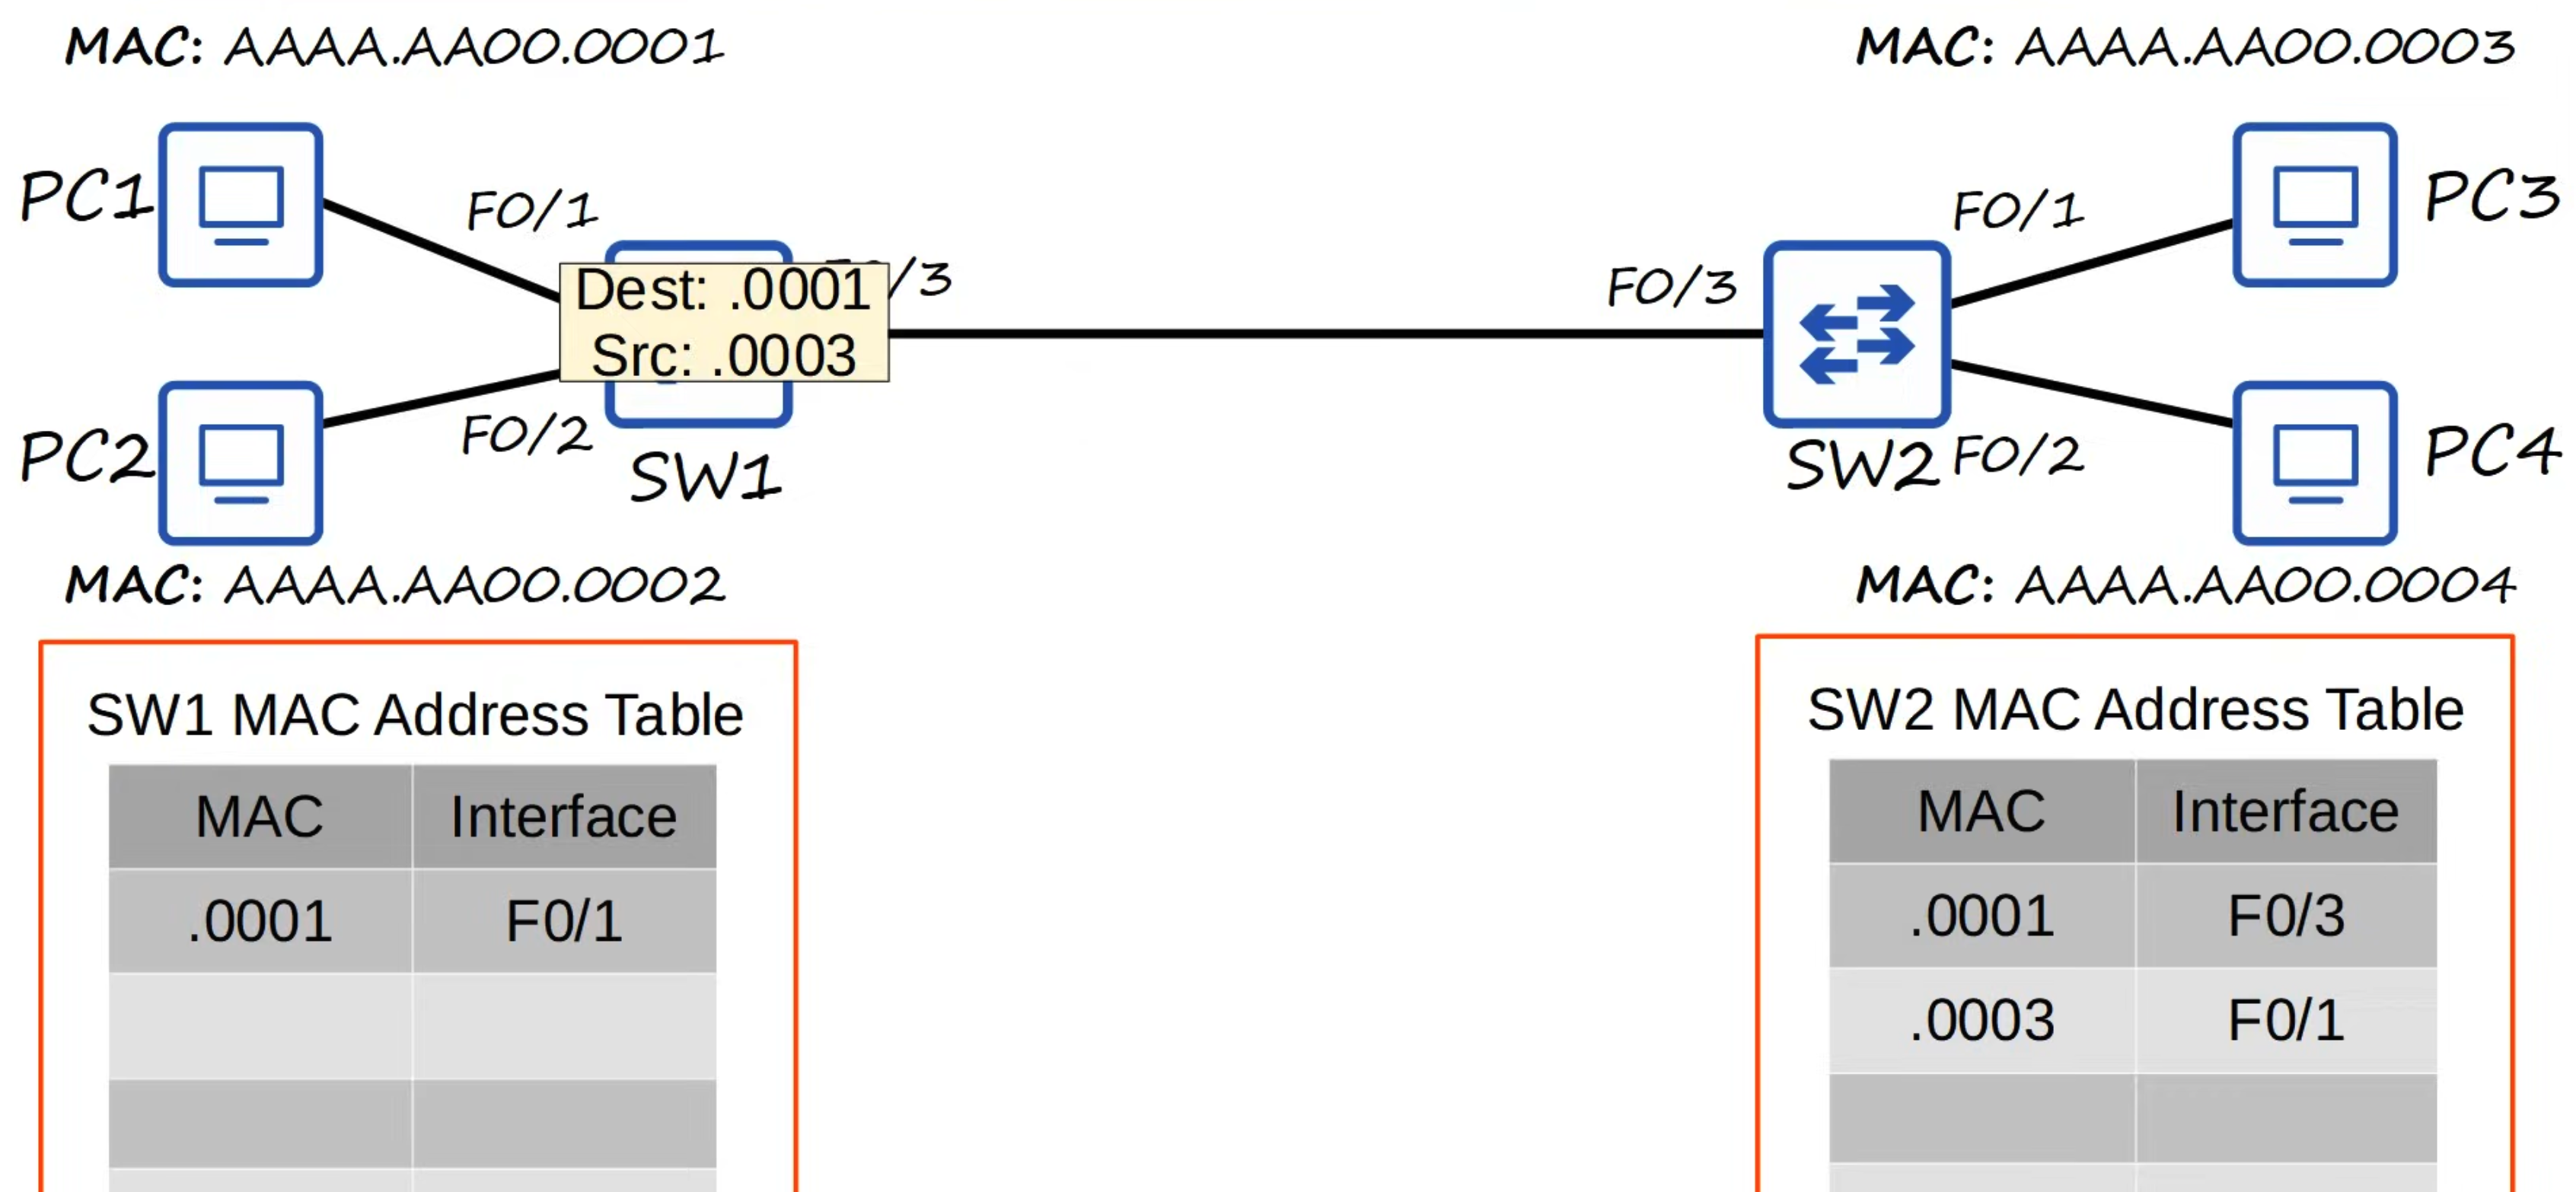 MAC: AAAA.AA00.0001
MAC: AAAA.AA00.0003
PC1
F0/1
F0/1
PC3
Dest: .0001
Src: .0003
/3
F0/3
PC2
F0/2
SW1
SW2
F0/2
PC4
MAC: AAAA.AA00.0002
MAC: AAAA.AA00.0004
SW1 MAC Address Table
MAC Interface
.0001 F0/1
SW2 MAC Address Table
MAC Interface
.0001 F0/3
.0003 F0/1